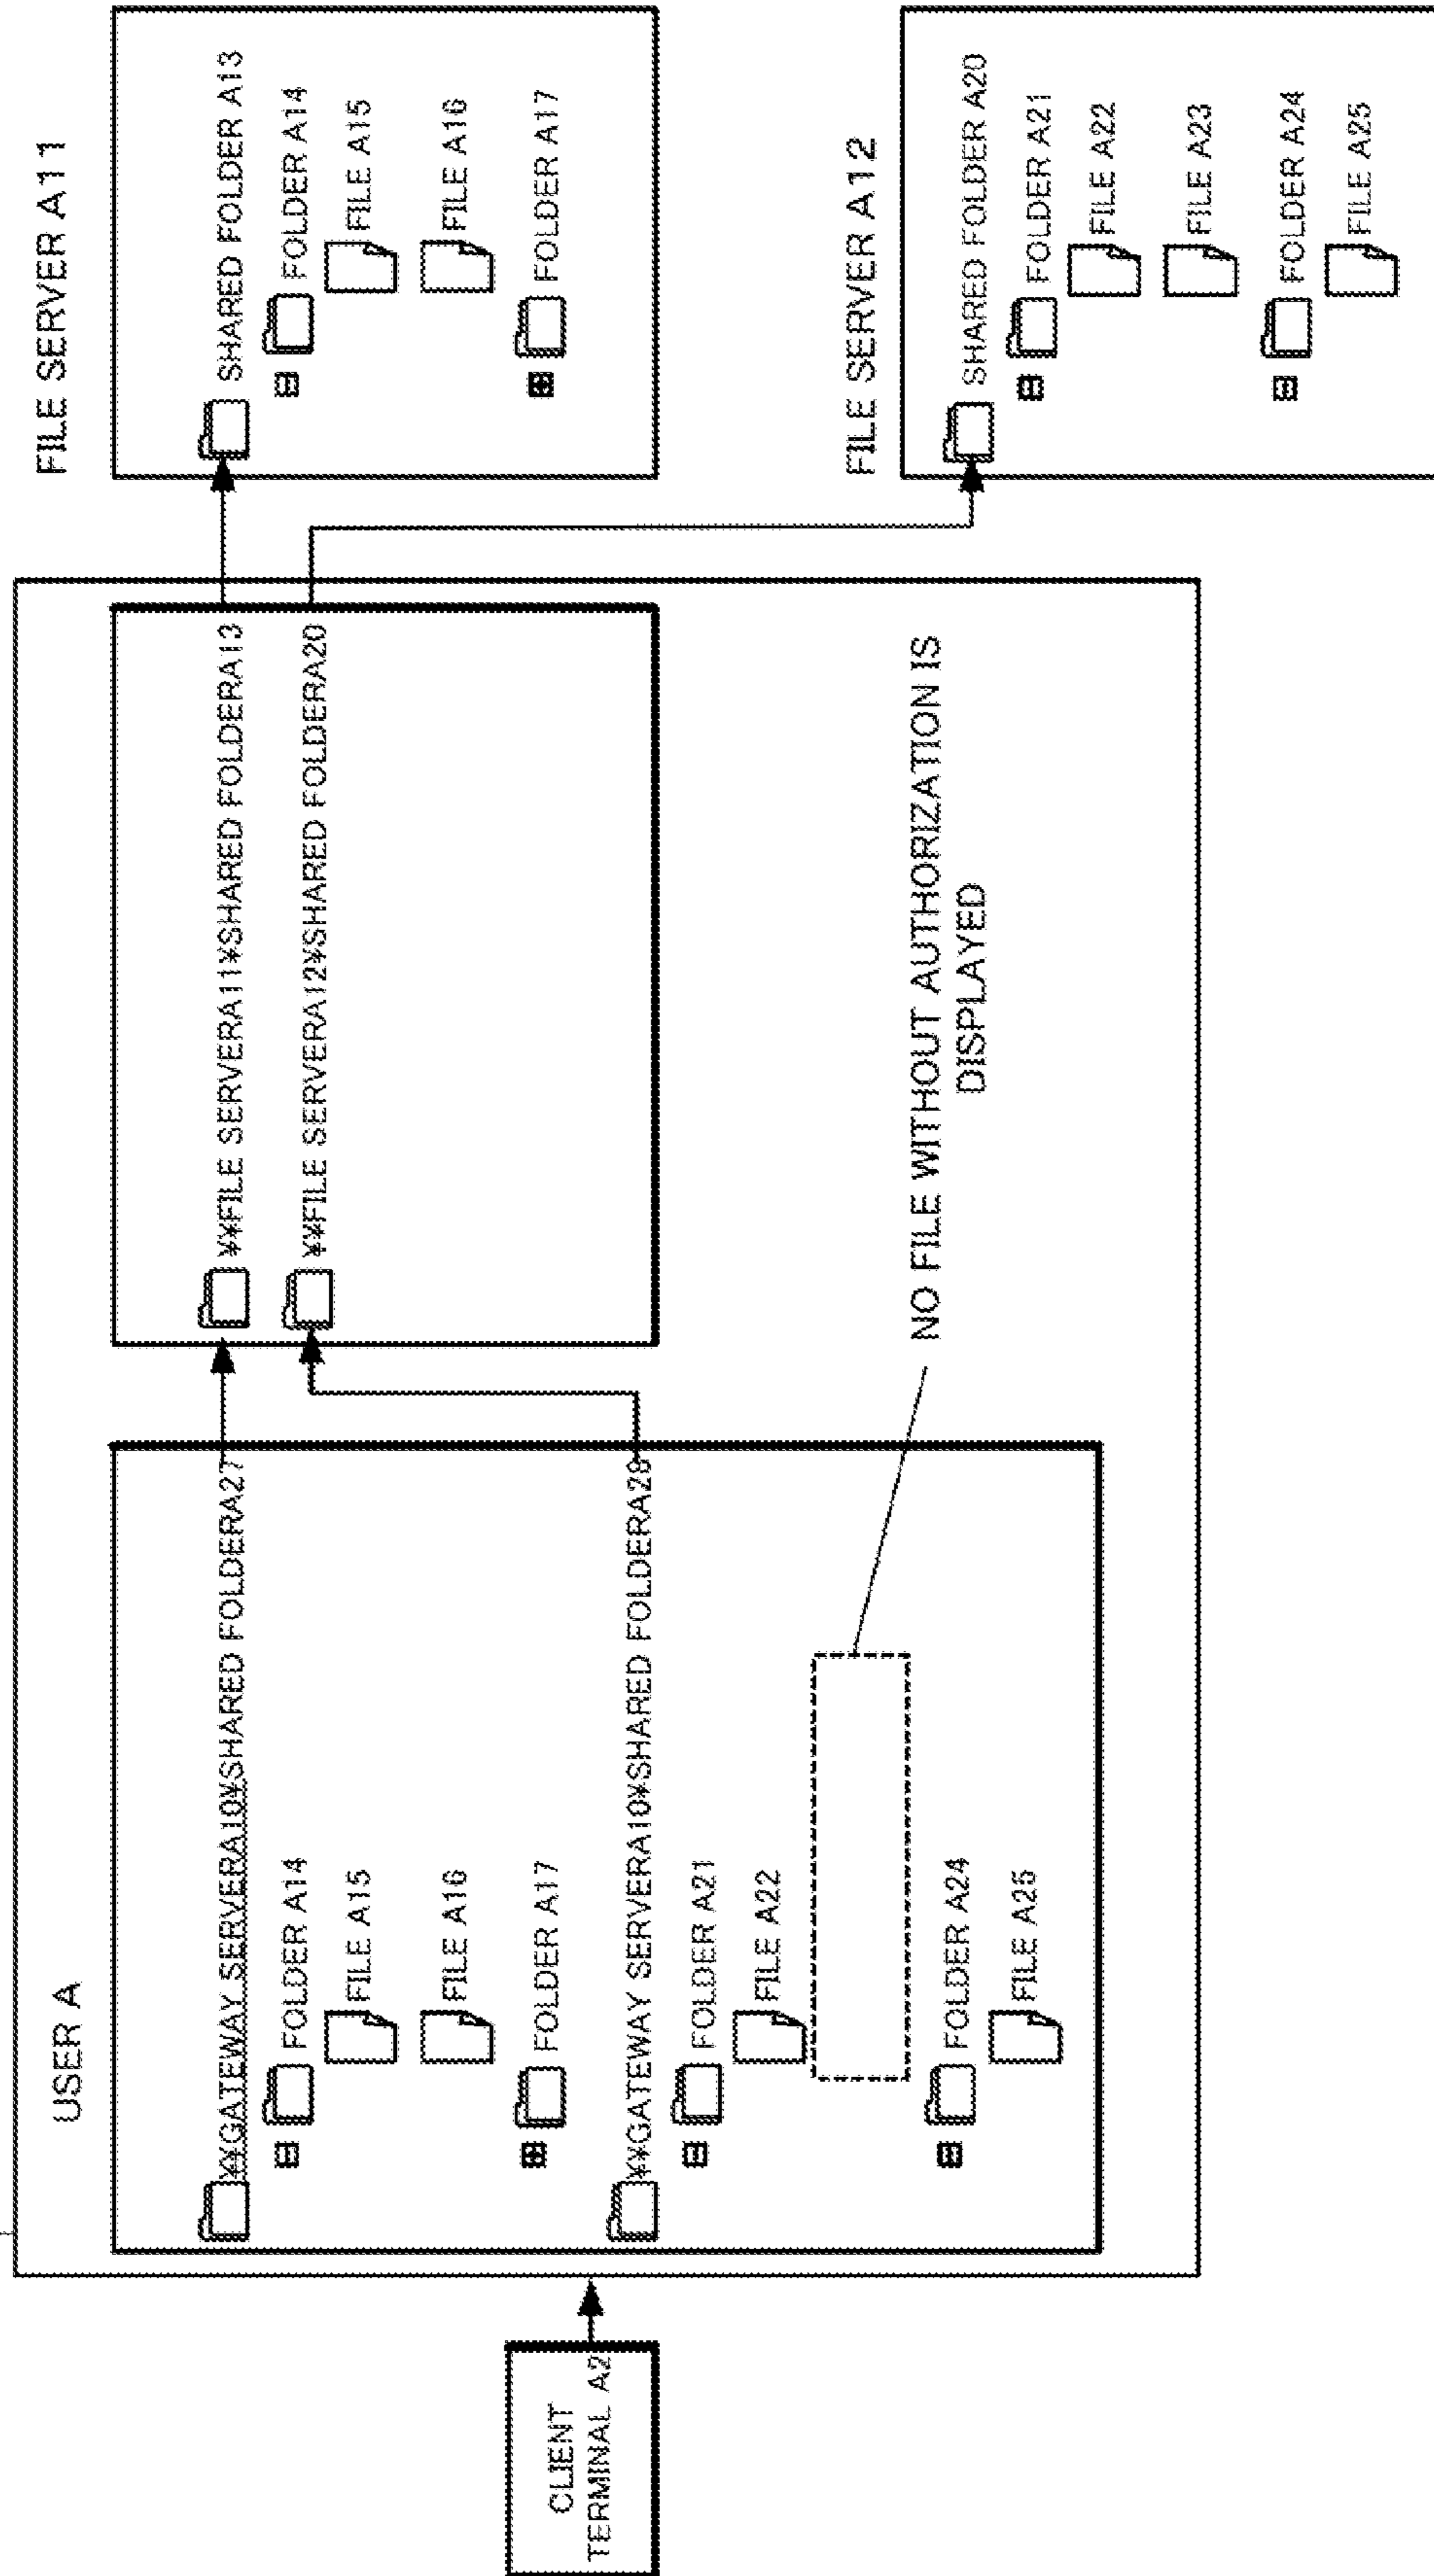 CLIENT
TERMINAL A2
USER A
¥¥GATEWAY SERVERA10¥SHARED FOLDERA27
FOLDER A14
FILE A15
FILE A16
FOLDER A17
¥¥GATEWAY SERVERA10¥SHARED FOLDERA28
FOLDER A21
FILE A22
FOLDER A24
FILE A25
¥¥FILE SERVERA11¥SHARED FOLDERA13
¥¥FILE SERVERA12¥SHARED FOLDERA20
NO FILE WITHOUT AUTHORIZATION IS
DISPLAYED
FILE SERVER A11
SHARED FOLDER A13
FOLDER A14
FILE A15
FILE A16
FOLDER A17
FILE SERVER A12
SHARED FOLDER A20
FOLDER A21
FILE A22
FILE A23
FOLDER A24
FILE A25